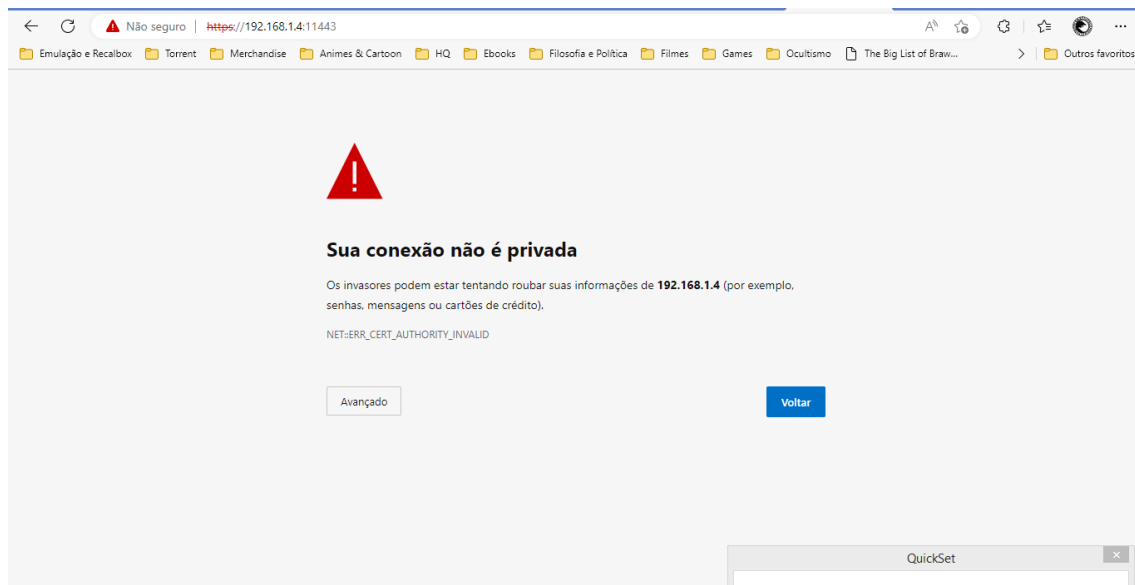 Não seguro | https://192.168.1.4:11443
Emulação e Recalbox Torrent Merchandise Animes & Cartoon HQ Ebooks Filosofia e Política Filmes Games Ocultismo The Big List of Braw... Outros favoritos
Sua conexão não é privada
Os invasores podem estar tentando roubar suas informações de 192.168.1.4 (por exemplo,
senhas, mensagens ou cartões de crédito).
NET::ERR_CERT_AUTHORITY_INVALID
Avançado Voltar
QuickSet